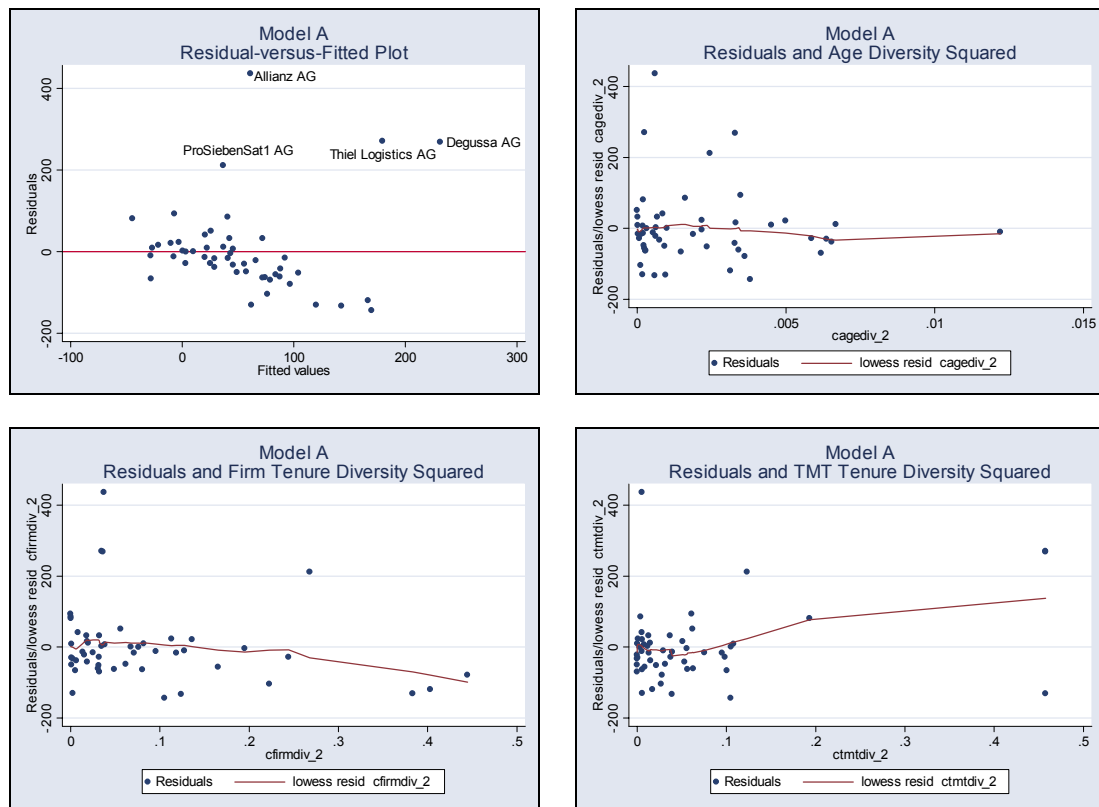 Model A
Residual-versus-Fitted Plot
Residuals
400
200
0
-200
Allianz AG
ProSiebenSat1 AG
Thiel Logistics AG
Degussa AG
-100
0
100
200
300
Fitted values
Model A
Residuals and Age Diversity Squared
Residuals/lowess resid cagediv_2
400
200
0
-200
0
.005
.01
.015
cagediv_2
Residuals
lowess resid cagediv_2
Model A
Residuals and Firm Tenure Diversity Squared
Residuals/lowess resid cfirmdiv_2
400
200
0
-200
0
.1
.2
.3
.4
.5
cfirmdiv_2
Residuals
lowess resid cfirmdiv_2
Model A
Residuals and TMT Tenure Diversity Squared
Residuals/lowess resid ctmtdiv_2
400
200
0
-200
0
.1
.2
.3
.4
.5
ctmtdiv_2
Residuals
lowess resid ctmtdiv_2